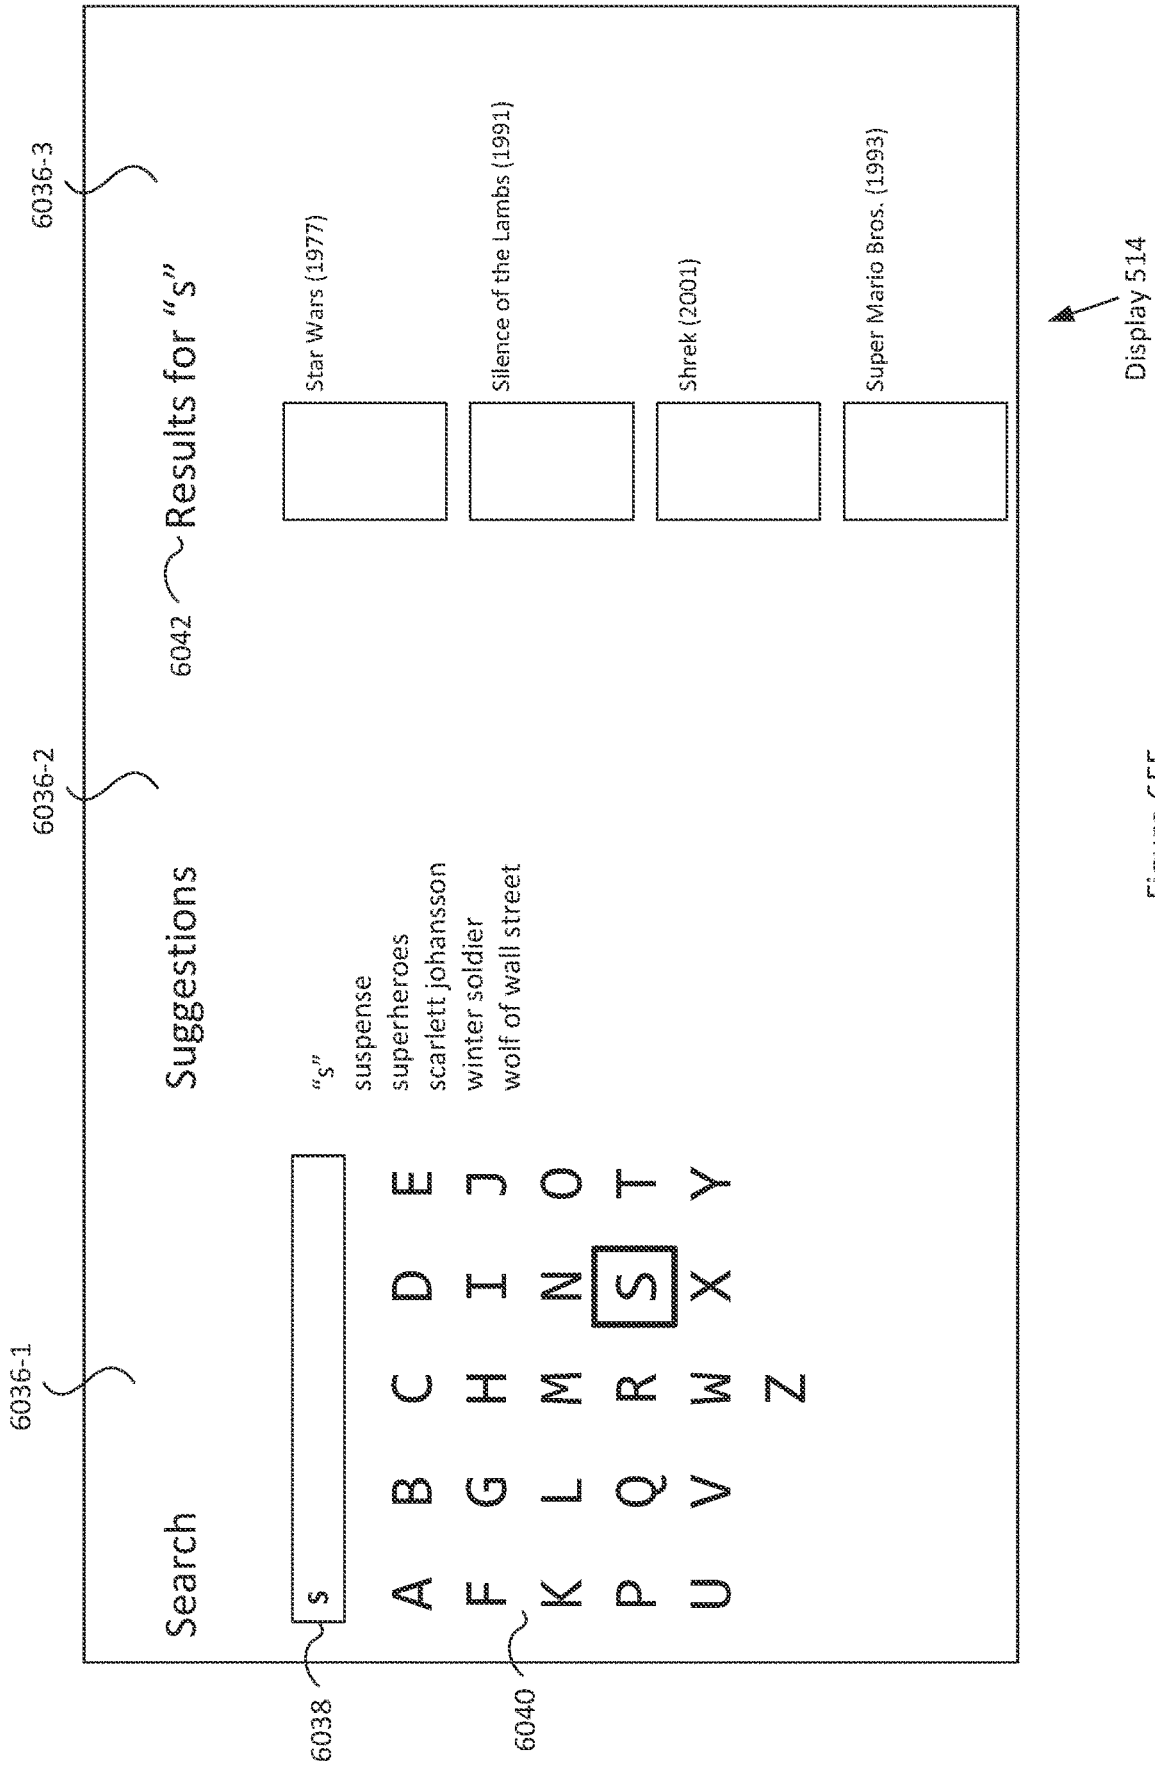 6036-1
6036-2
6036-3
Search
6038
s
A B C D E
F G H I J
K L M N O
P Q R S T
U V W X Y
Z
6040
Suggestions
“s”
suspense
superheroes
scarlett johansson
winter soldier
wolf of wall street
6042
Results for “s”
Star Wars (1977)
Silence of the Lambs (1991)
Shrek (2001)
Super Mario Bros. (1993)
Display 514